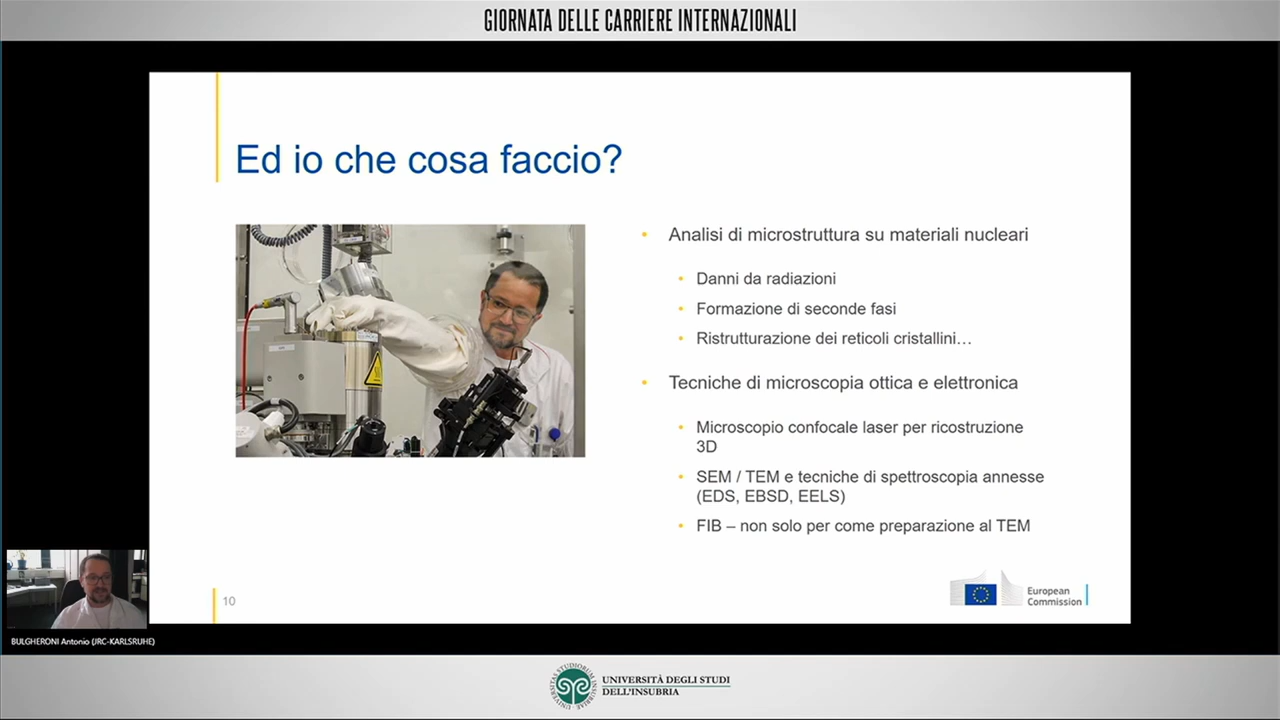 GIORNATA DELLE CARRIERE INTERNAZIONALI
Ed io che cosa faccio?
• Analisi di microstruttura su materiali nucleari
• Danni da radiazioni
• Formazione di seconde fasi
• Ristrutturazione dei reticoli cristallini…
• Tecniche di microscopia ottica e elettronica
• Microscopio confocale laser per ricostruzione
3D
• SEM / TEM e tecniche di spettroscopia annesse
(EDS, EBSD, EELS)
• FIB – non solo per come preparazione al TEM
10
European
Commission
BULGHERONI Antonio (JRC-KARLSRUHE)
UNIVERSITÀ DEGLI STUDI
DELL'INSUBRIA